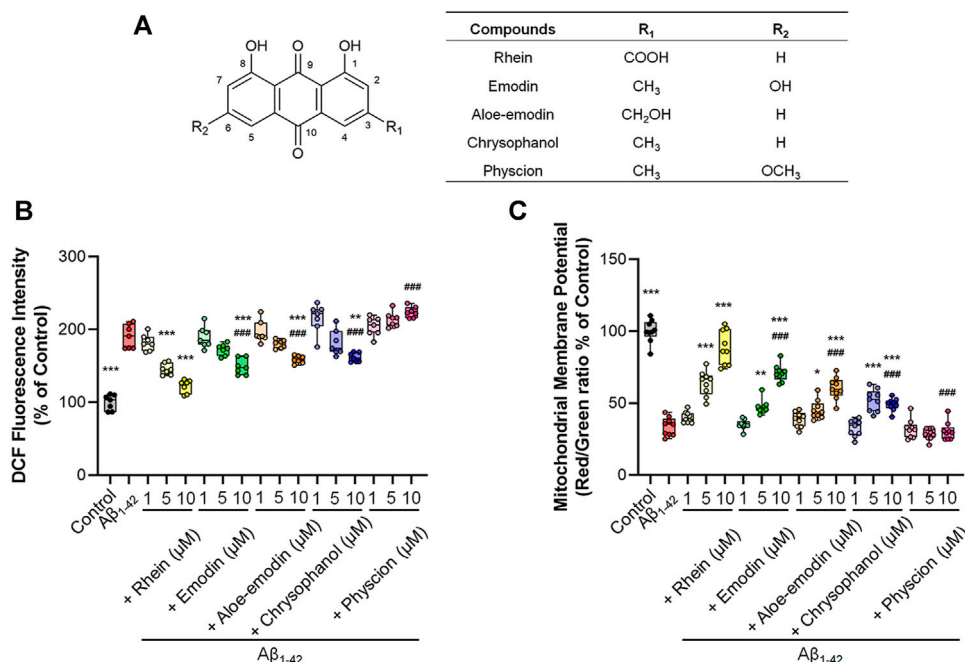 A
OH
O
OH
8
9
1
7
2
R2
6
5
10
4
3
R1
O
Compounds R1 R2
Rhein COOH H
Emodin CH3 OH
Aloe-emodin CH2OH H
Chrysophanol CH3 H
Physcion CH3 OCH3
B
DCF Fluorescence Intensity
(% of Control)
300
200
100
0
***
***
***
***
###
***
###
**
###
###
Control
Aβ1-42
1 5 10 1 5 10 1 5 10 1 5 10 1 5 10
+ Rhein (μM)
+ Emodin (μM)
+ Aloe-emodin (μM)
+ Chrysophanol (μM)
+ Physcion (μM)
Aβ1-42
C
Mitochondrial Membrane Potential
(Red/Green ratio % of Control)
150
100
50
0
***
***
***
**
***
###
*
***
###
***
***
###
###
Control
Aβ1-42
1 5 10 1 5 10 1 5 10 1 5 10 1 5 10
+ Rhein (μM)
+ Emodin (μM)
+ Aloe-emodin (μM)
+ Chrysophanol (μM)
+ Physcion (μM)
Aβ1-42